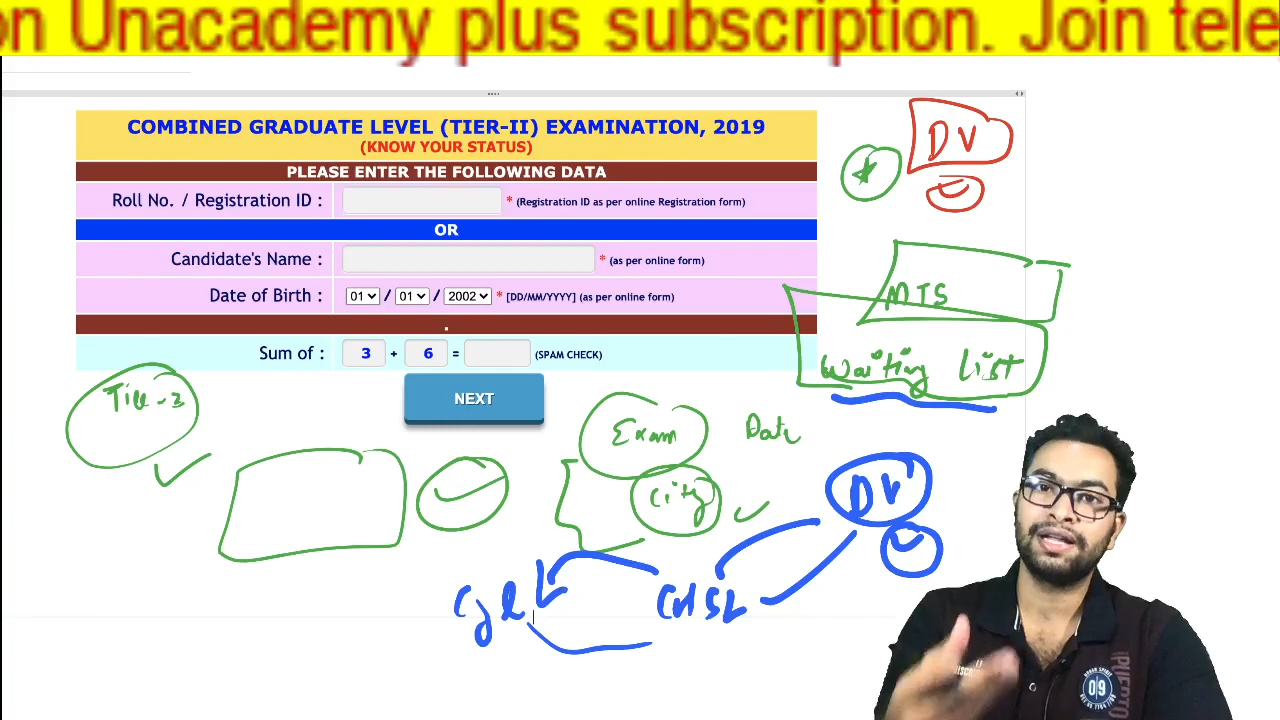 on Unacademy plus subscription. Join tele
COMBINED GRADUATE LEVEL (TIER-II) EXAMINATION, 2019
(KNOW YOUR STATUS)
PLEASE ENTER THE FOLLOWING DATA
Roll No. / Registration ID : * (Registration ID as per online Registration form)
OR
Candidate's Name : * (as per online form)
Date of Birth : 01 / 01 / 2002 * [DD/MM/YYYY] (as per online form)
.
Sum of : 3 + 6 = (SPAM CHECK)
NEXT
DV
MTS
Waiting List
Tier-3
Exam Date
City
DV
CGL CHSL
09